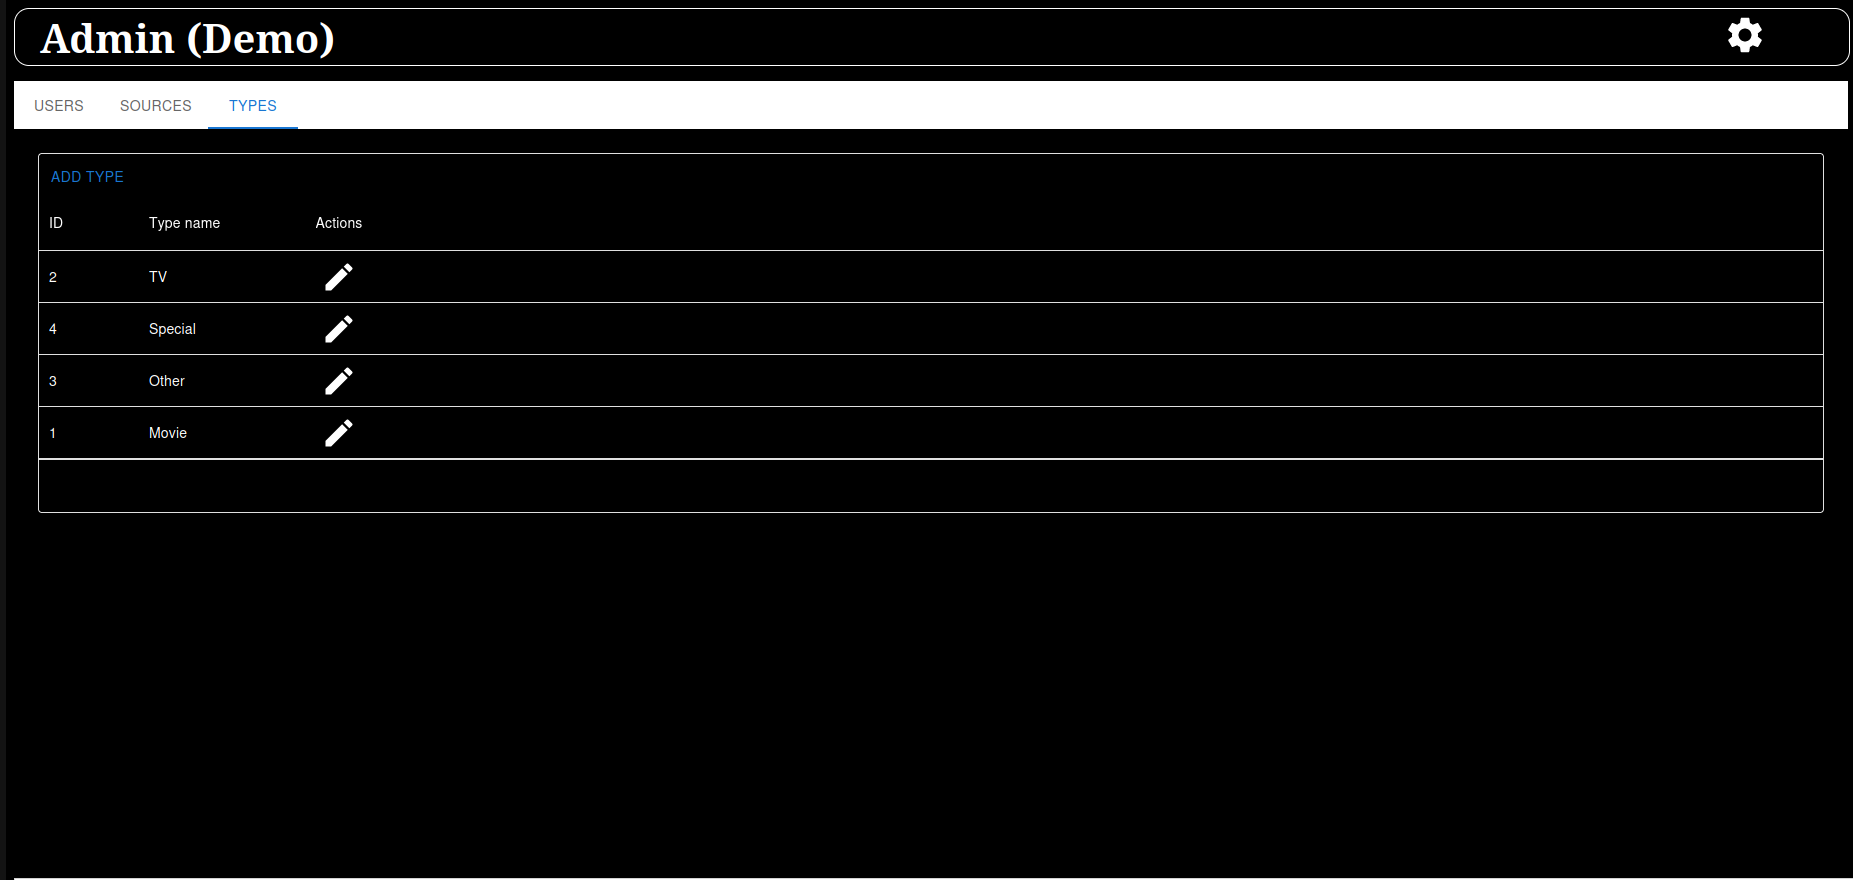 Admin (Demo)
USERS SOURCES TYPES
ADD TYPE
ID Type name Actions
2 TV
4 Special
3 Other
1 Movie